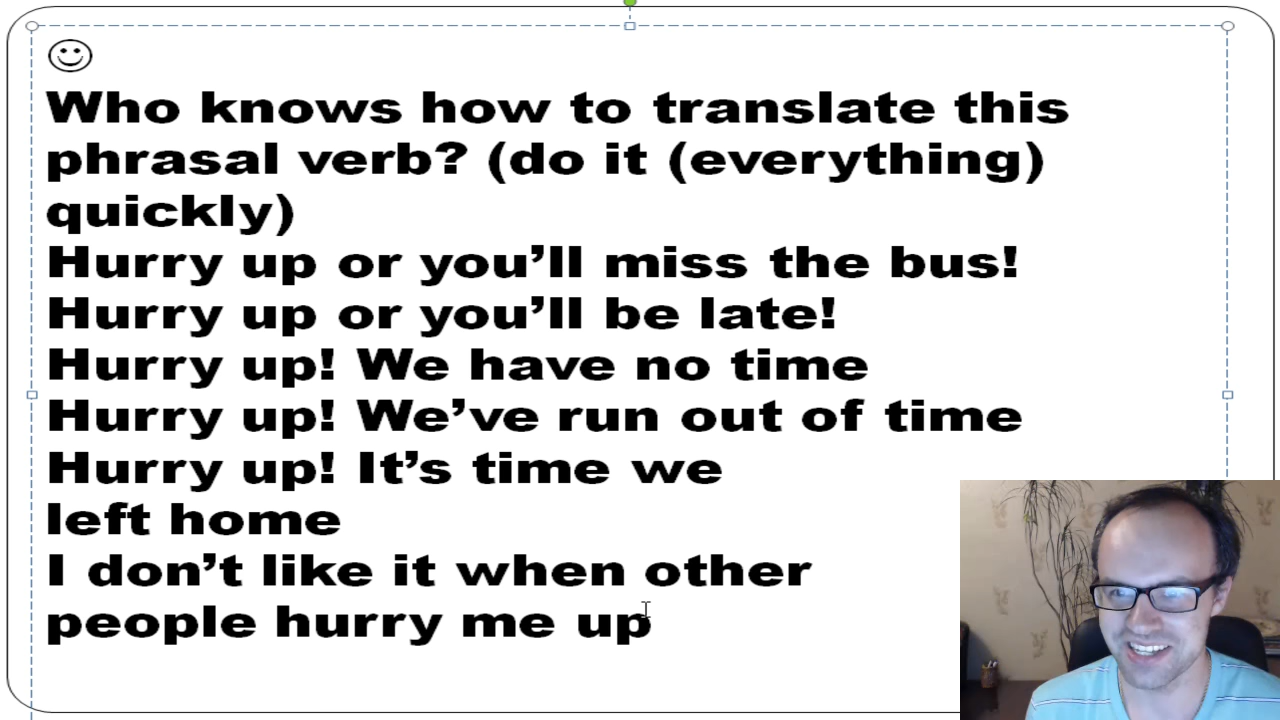 Who knows how to translate this
phrasal verb? (do it (everything)
quickly)
Hurry up or you’ll miss the bus!
Hurry up or you’ll be late!
Hurry up! We have no time
Hurry up! We’ve run out of time
Hurry up! It’s time we
left home
I don’t like it when other
people hurry me up